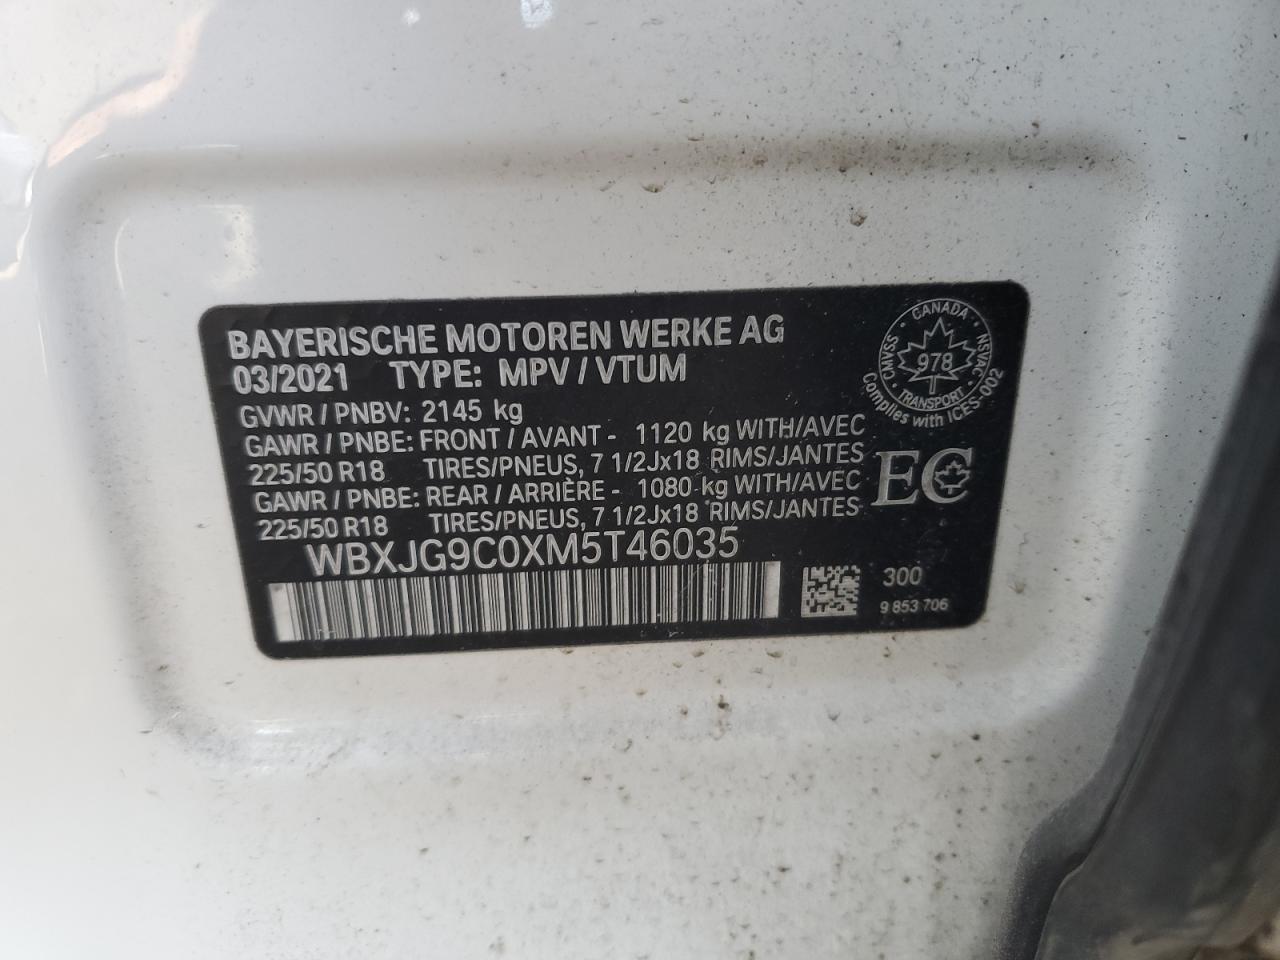 BAYERISCHE MOTOREN WERKE AG
03/2021 TYPE: MPV / VTUM
GVWR / PNBV: 2145 kg
GAWR / PNBE: FRONT / AVANT - 1120 kg WITH/AVEC
225/50 R18 TIRES/PNEUS, 7 1/2Jx18 RIMS/JANTES
GAWR / PNBE: REAR / ARRIÈRE - 1080 kg WITH/AVEC
225/50 R18 TIRES/PNEUS, 7 1/2Jx18 RIMS/JANTES
WBXJG9C0XM5T46035
CANADA
CMVSS
NSVAC
978
TRANSPORT
Complies with ICES-002
EC
300
9 853 706